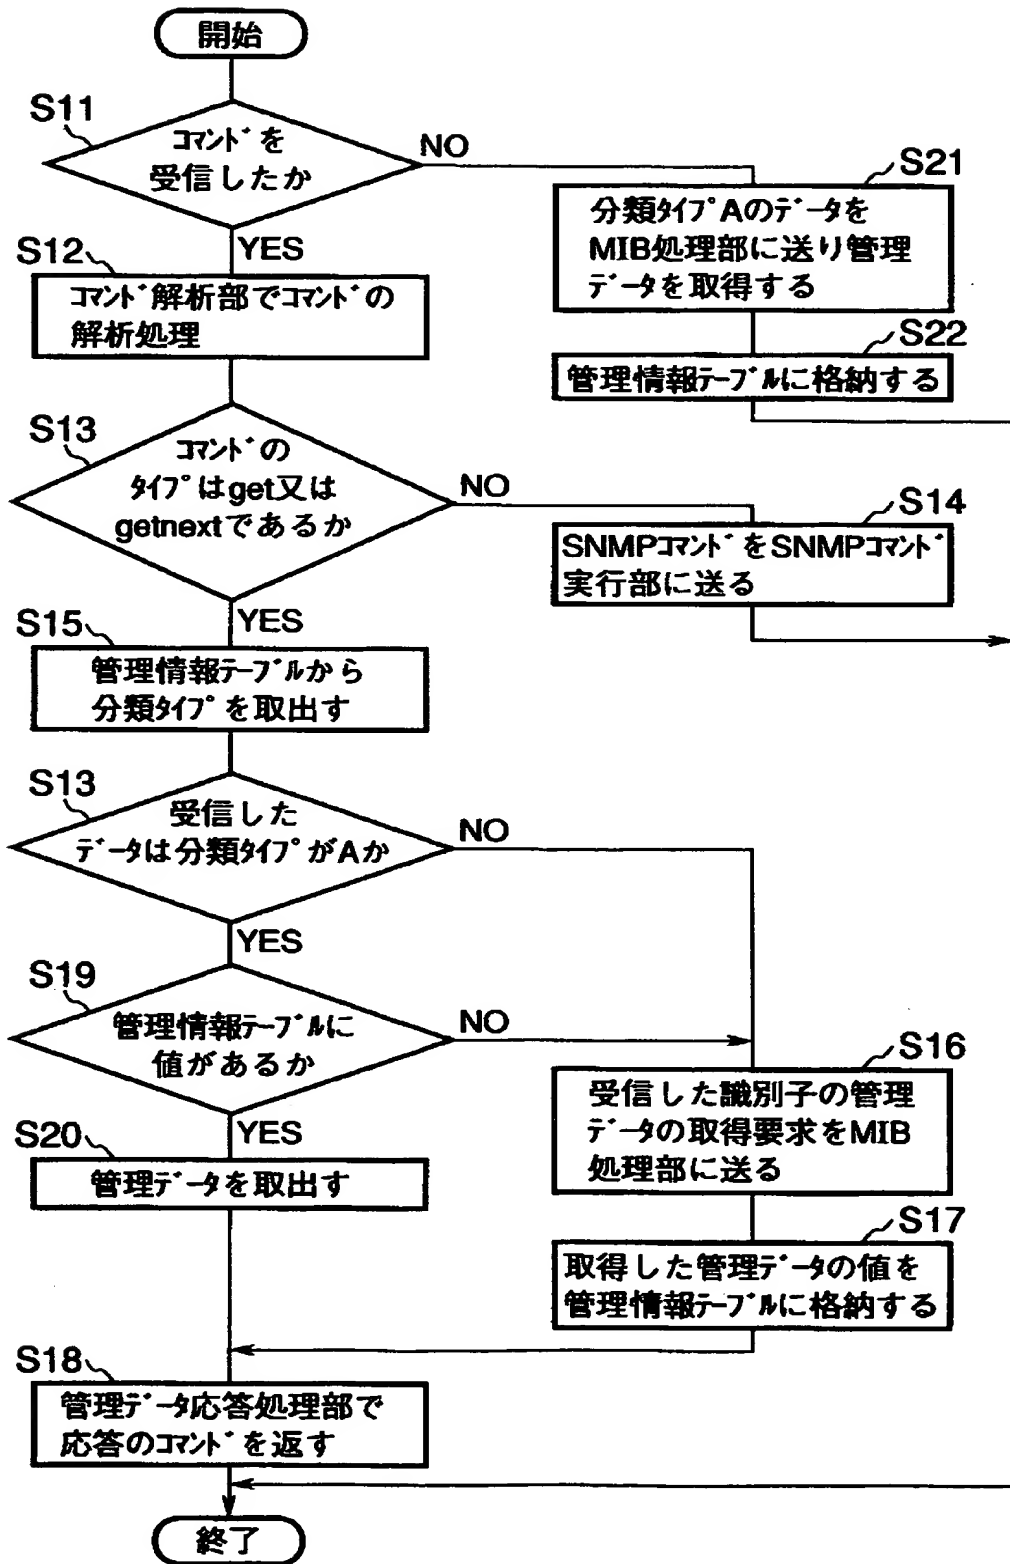 開始
S11
コマンドを
受信したか
NO
YES
S21
分類タイプAのデータを
MIB処理部に送り管理
データを取得する
S12
コマンド解析部でコマンドの
解析処理
S22
管理情報テーブルに格納する
S13
コマンドの
タイプはget又は
getnextであるか
NO
YES
S14
SNMPコマンドをSNMPコマンド
実行部に送る
S15
管理情報テーブルから
分類タイプを取出す
S13
受信した
データは分類タイプがAか
NO
YES
S19
管理情報テーブルに
値があるか
NO
YES
S16
受信した識別子の管理
データの取得要求をMIB
処理部に送る
S20
管理データを取出す
S17
取得した管理データの値を
管理情報テーブルに格納する
S18
管理データ応答処理部で
応答のコマンドを返す
終了